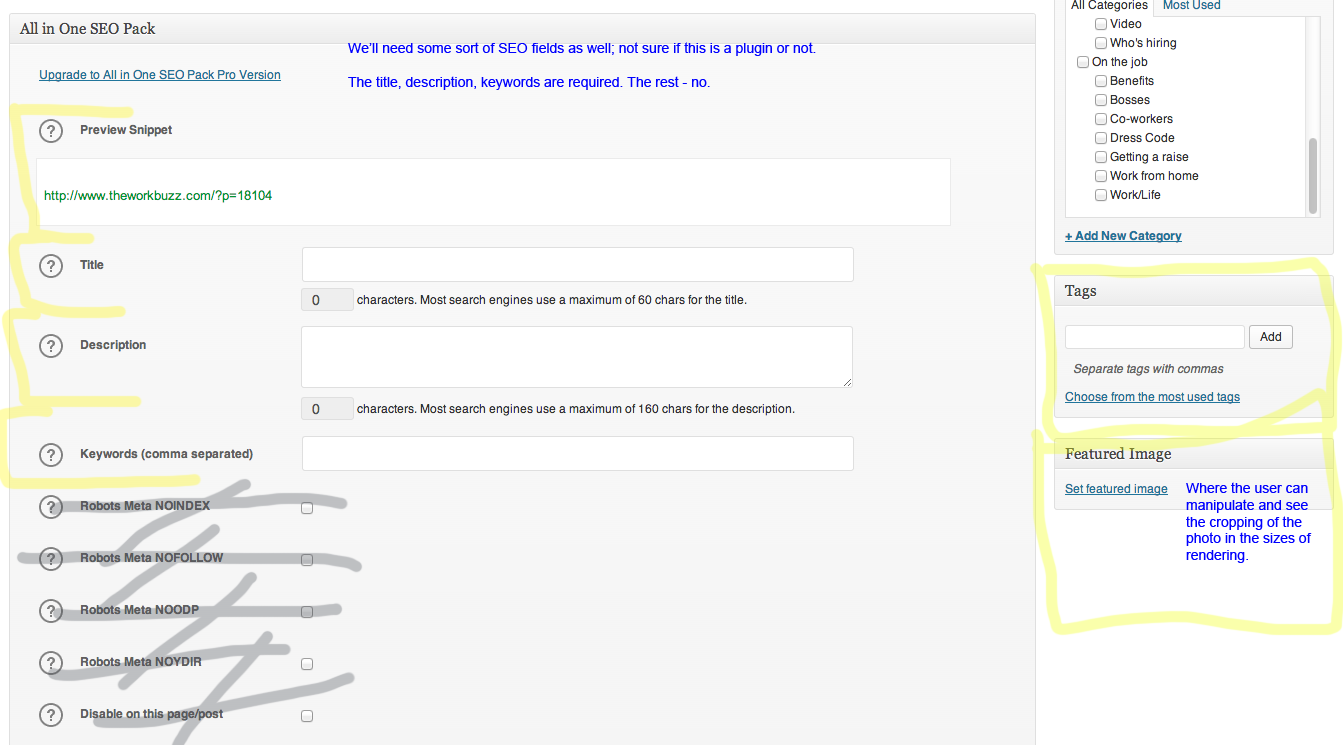 All in One SEO Pack
We'll need some sort of SEO fields as well; not sure if this is a plugin or not.
Upgrade to All in One SEO Pack Pro Version
The title, description, keywords are required. The rest - no.
? Preview Snippet
http://www.theworkbuzz.com/?p=18104
? Title
0 characters. Most search engines use a maximum of 60 chars for the title.
? Description
0 characters. Most search engines use a maximum of 160 chars for the description.
? Keywords (comma separated)
? Robots Meta NOINDEX
? Robots Meta NOFOLLOW
? Robots Meta NOODP
? Robots Meta NOYDIR
? Disable on this page/post
All Categories Most Used
Video
Who's hiring
On the job
Benefits
Bosses
Co-workers
Dress Code
Getting a raise
Work from home
Work/Life
+ Add New Category
Tags
Add
Separate tags with commas
Choose from the most used tags
Featured Image
Set featured image
Where the user can
manipulate and see
the cropping of the
photo in the sizes of
rendering.